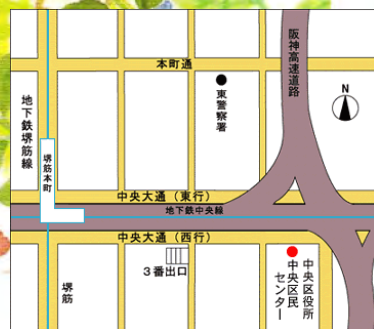 阪神高速道路
本町通
N
地下鉄堺筋線
東警察署
堺筋本町
中央大通（東行）
地下鉄中央線
中央大通（西行）
3番出口
堺筋
中央区役所
中央区民
センター